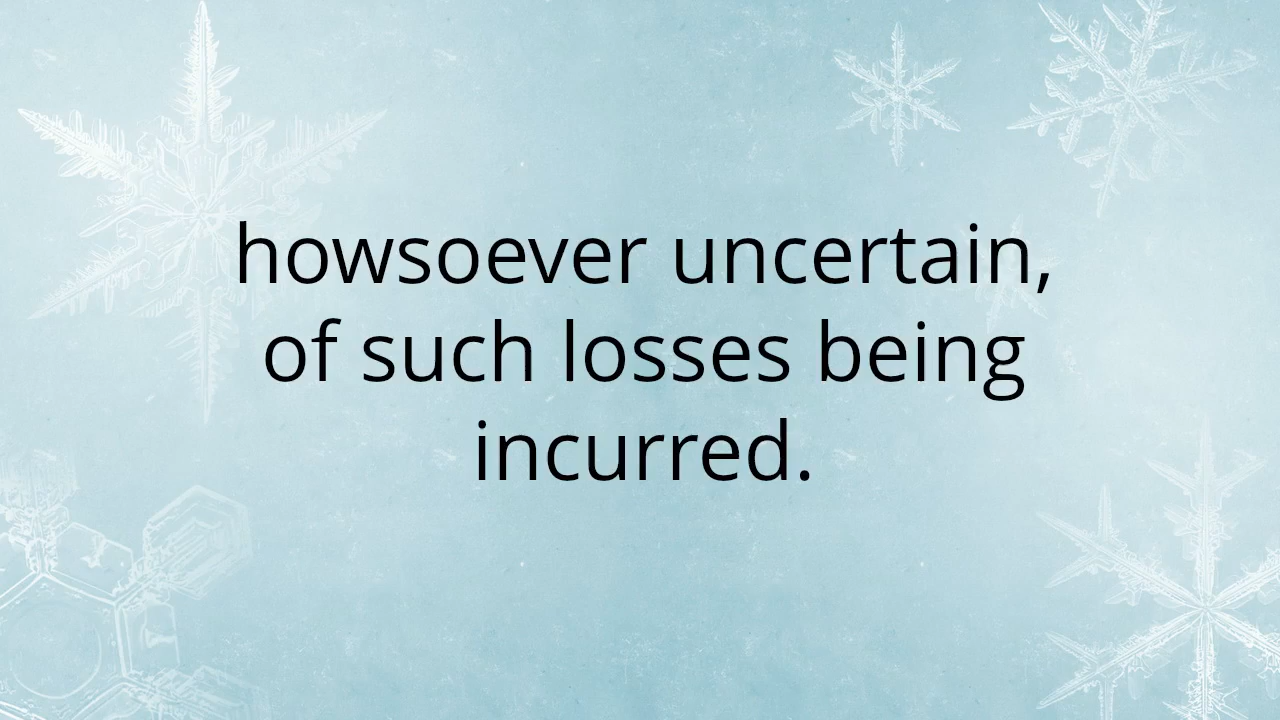 howsoever uncertain,
of such losses being
incurred.